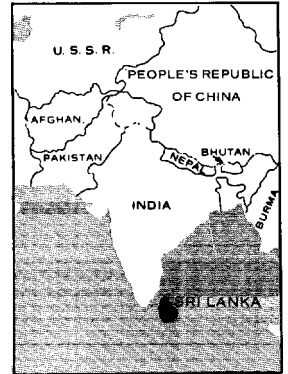 U. S. S. R.
PEOPLE'S REPUBLIC
OF CHINA
AFGHAN.
PAKISTAN
NEPAL
BHUTAN
INDIA
BURMA
SRI LANKA